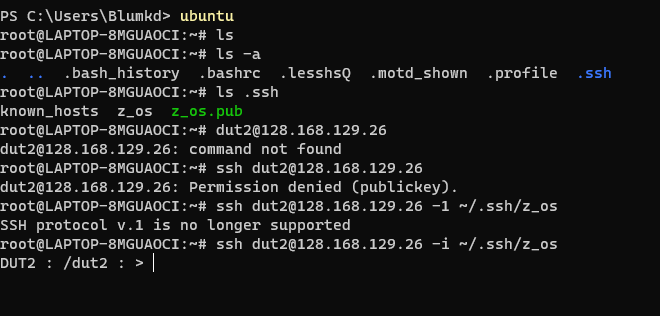 PS C:\Users\Blumkd> ubuntu
root@LAPTOP-8MGUAOCI:~# ls
root@LAPTOP-8MGUAOCI:~# ls -a
.  ..  .bash_history  .bashrc  .lesshsQ  .motd_shown  .profile  .ssh
root@LAPTOP-8MGUAOCI:~# ls .ssh
known_hosts  z_os  z_os.pub
root@LAPTOP-8MGUAOCI:~# dut2@128.168.129.26
dut2@128.168.129.26: command not found
root@LAPTOP-8MGUAOCI:~# ssh dut2@128.168.129.26
dut2@128.168.129.26: Permission denied (publickey).
root@LAPTOP-8MGUAOCI:~# ssh dut2@128.168.129.26 -1 ~/.ssh/z_os
SSH protocol v.1 is no longer supported
root@LAPTOP-8MGUAOCI:~# ssh dut2@128.168.129.26 -i ~/.ssh/z_os
DUT2 : /dut2 : >